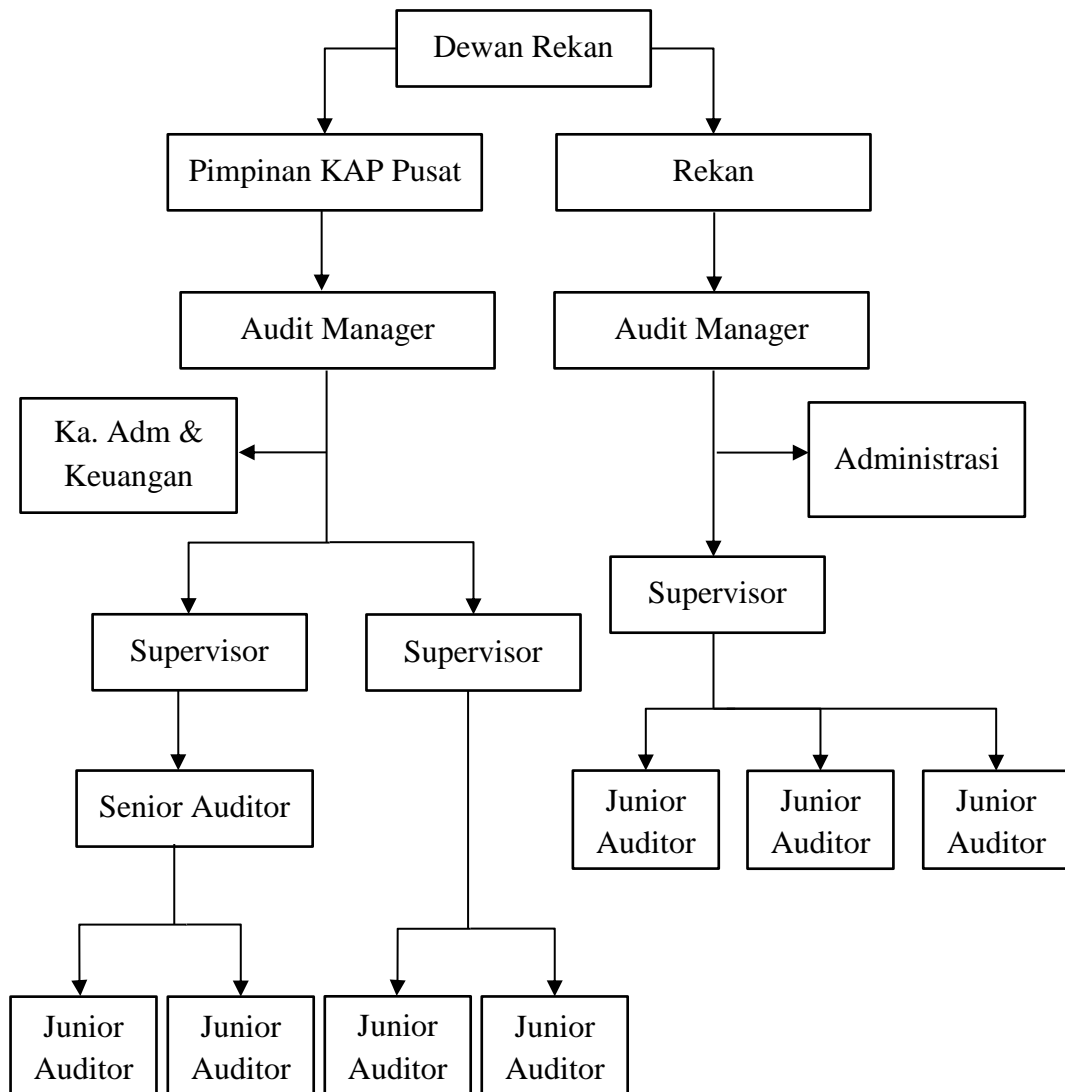 Dewan Rekan
Pimpinan KAP Pusat
Rekan
Audit Manager
Audit Manager
Ka. Adm &
Keuangan
Administrasi
Supervisor
Supervisor
Supervisor
Senior Auditor
Junior
Auditor
Junior
Auditor
Junior
Auditor
Junior
Auditor
Junior
Auditor
Junior
Auditor
Junior
Auditor